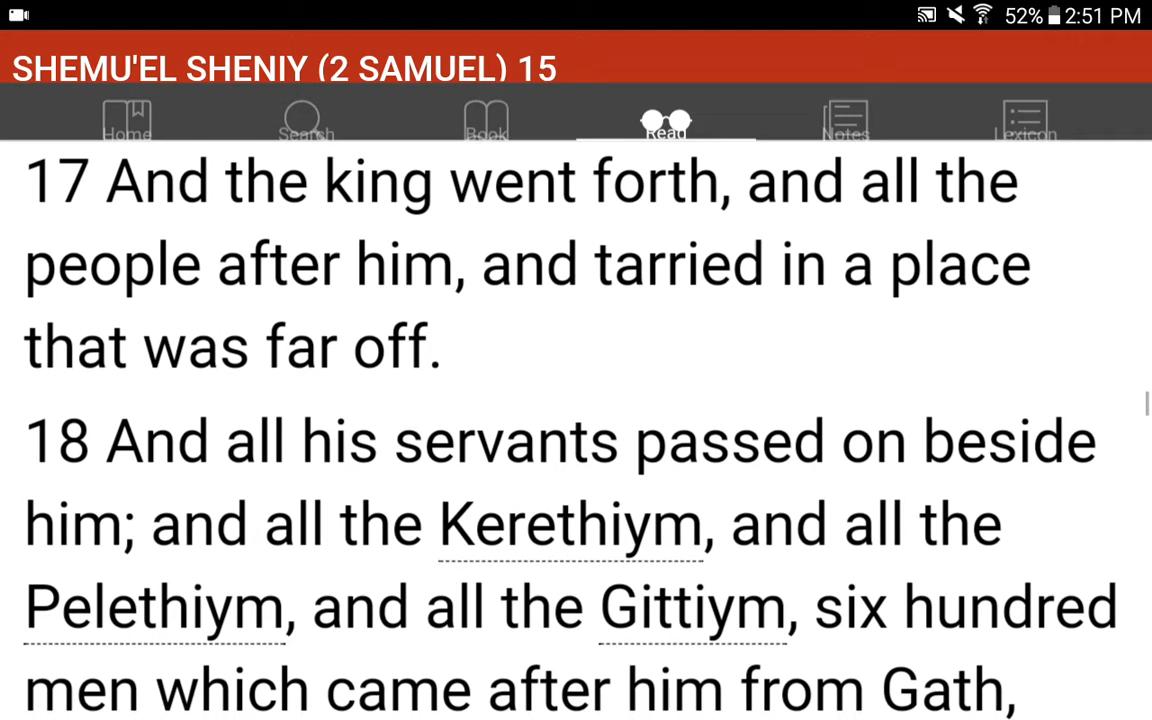 52% 2:51 PM
SHEMU'EL SHENIY (2 SAMUEL) 15
Home Search Book Read Notes Lexicon
17 And the king went forth, and all the
people after him, and tarried in a place
that was far off.
18 And all his servants passed on beside
him; and all the Kerethiym, and all the
Pelethiym, and all the Gittiym, six hundred
men which came after him from Gath,